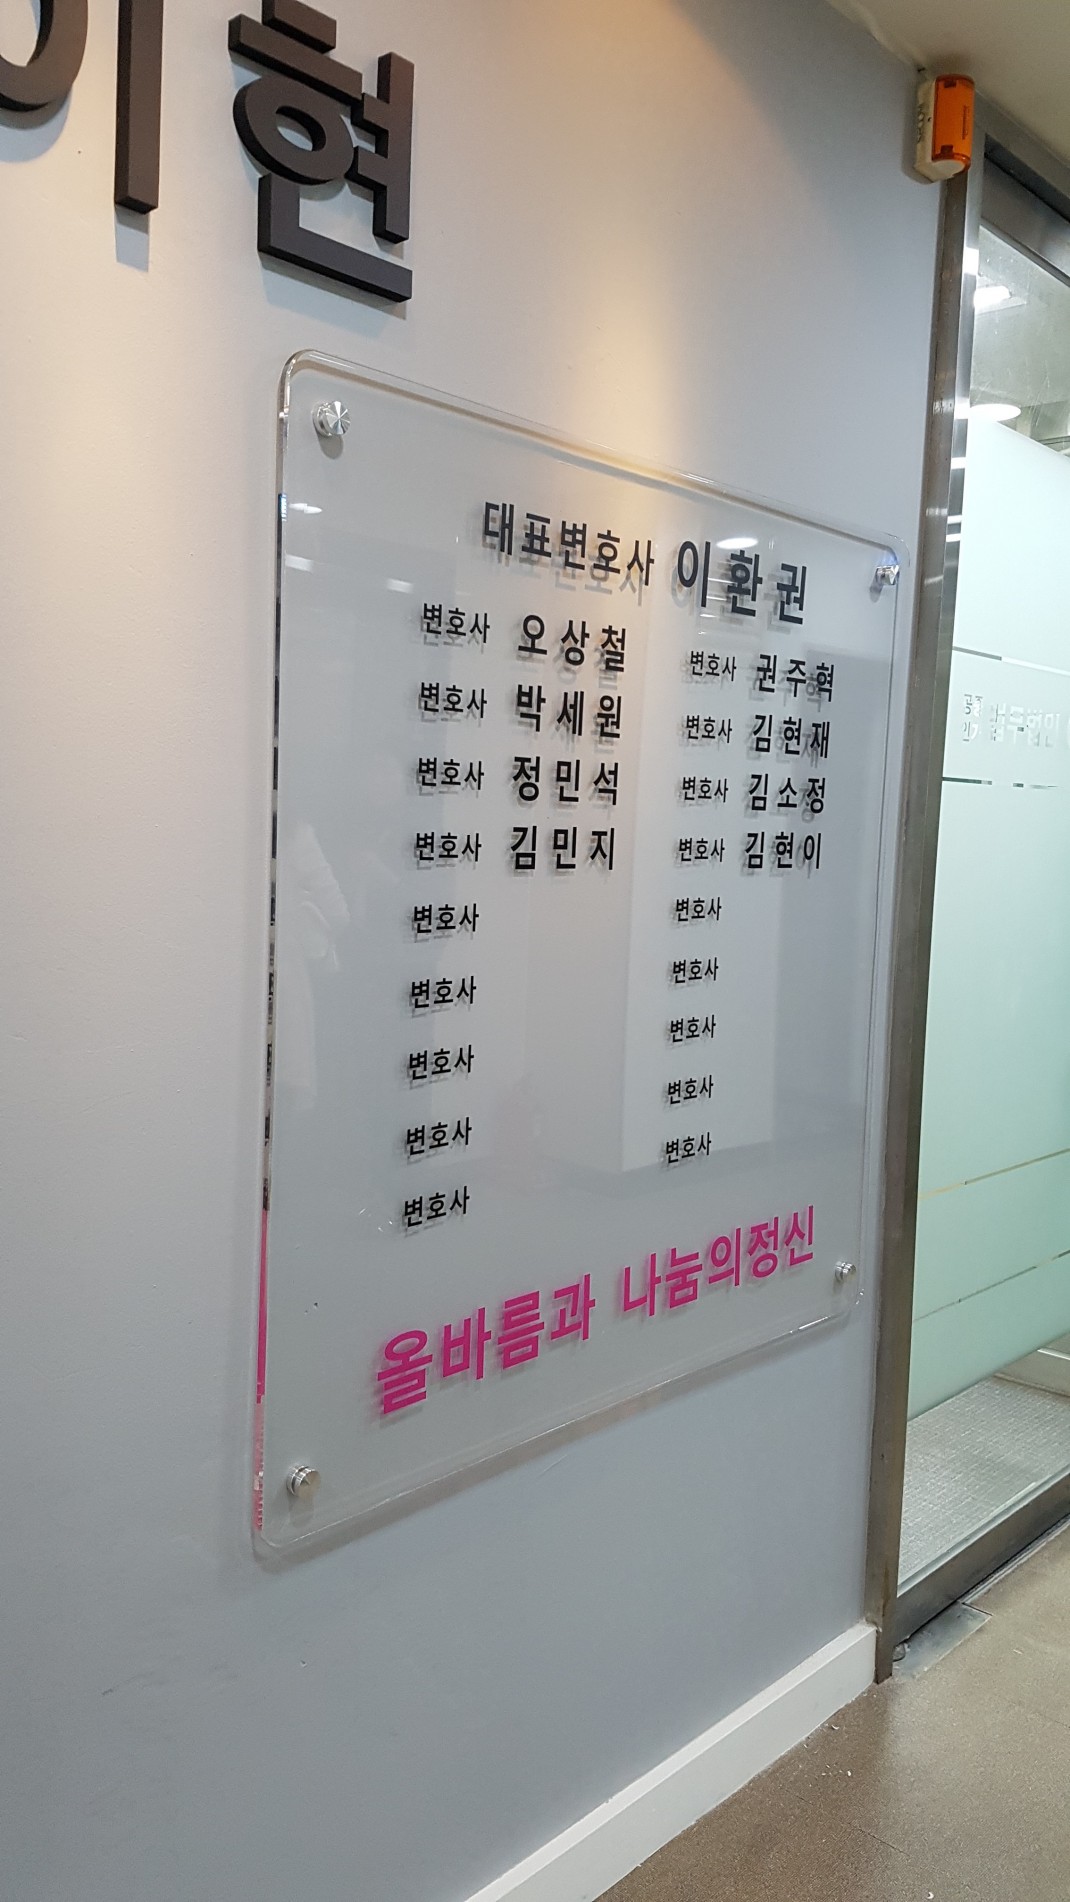 이현
대표변호사 이환권
변호사 오상철 변호사 권주혁
변호사 박세원 변호사 김현재
변호사 정민석 변호사 김소정
변호사 김민지 변호사 김현이
변호사 변호사
변호사 변호사
변호사 변호사
변호사 변호사
변호사 변호사
올바름과 나눔의정신